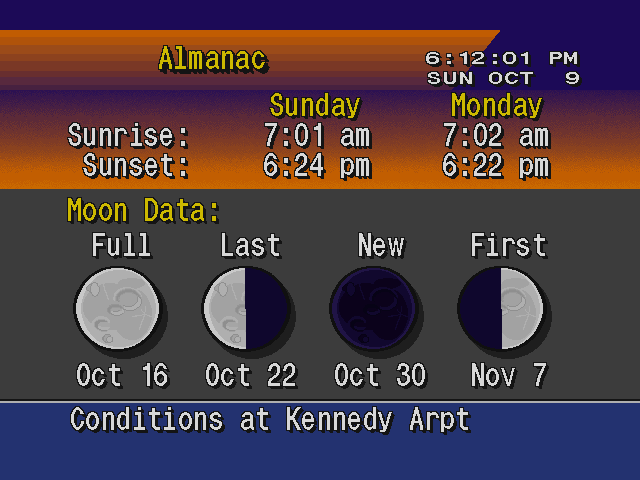 Almanac
6:12:01 PM
SUN OCT 9
Sunday Monday
Sunrise: 7:01 am 7:02 am
Sunset: 6:24 pm 6:22 pm
Moon Data:
Full Last New First
Oct 16 Oct 22 Oct 30 Nov 7
Conditions at Kennedy Arpt